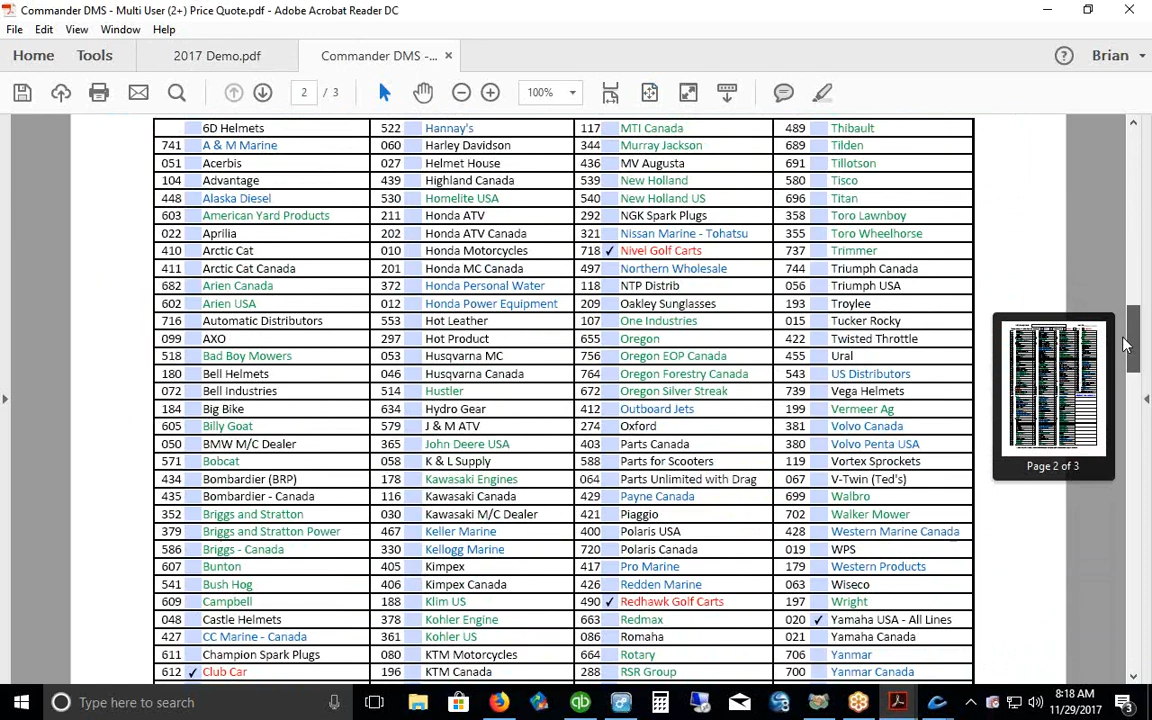 Commander DMS - Multi User (2+) Price Quote.pdf - Adobe Acrobat Reader DC
File Edit View Window Help
Home Tools 2017 Demo.pdf Commander DMS -... × Brian
2 / 3 100%
6D Helmets 522 Hannay's 117 MTI Canada 489 Thibault
741 A & M Marine 060 Harley Davidson 344 Murray Jackson 689 Tilden
051 Acerbis 027 Helmet House 436 MV Augusta 691 Tillotson
104 Advantage 439 Highland Canada 539 New Holland 580 Tisco
448 Alaska Diesel 530 Homelite USA 540 New Holland US 696 Titan
603 American Yard Products 211 Honda ATV 292 NGK Spark Plugs 358 Toro Lawnboy
022 Aprilia 202 Honda ATV Canada 321 Nissan Marine - Tohatsu 355 Toro Wheelhorse
410 Arctic Cat 010 Honda Motorcycles 718 ✓ Nivel Golf Carts 737 Trimmer
411 Arctic Cat Canada 201 Honda MC Canada 497 Northern Wholesale 744 Triumph Canada
682 Arien Canada 372 Honda Personal Water 118 NTP Distrib 056 Triumph USA
602 Arien USA 012 Honda Power Equipment 209 Oakley Sunglasses 193 Troylee
716 Automatic Distributors 553 Hot Leather 107 One Industries 015 Tucker Rocky
099 AXO 297 Hot Product 655 Oregon 422 Twisted Throttle
518 Bad Boy Mowers 053 Husqvarna MC 756 Oregon EOP Canada 455 Ural
180 Bell Helmets 046 Husqvarna Canada 764 Oregon Forestry Canada 543 US Distributors
072 Bell Industries 514 Hustler 672 Oregon Silver Streak 739 Vega Helmets
184 Big Bike 634 Hydro Gear 412 Outboard Jets 199 Vermeer Ag
605 Billy Goat 579 J & M ATV 274 Oxford 381 Volvo Canada
050 BMW M/C Dealer 365 John Deere USA 403 Parts Canada 380 Volvo Penta USA
571 Bobcat 058 K & L Supply 588 Parts for Scooters 119 Vortex Sprockets
434 Bombardier (BRP) 178 Kawasaki Engines 064 Parts Unlimited with Drag 067 V-Twin (Ted's)
435 Bombardier - Canada 116 Kawasaki Canada 429 Payne Canada 699 Walbro
352 Briggs and Stratton 030 Kawasaki M/C Dealer 421 Piaggio 702 Walker Mower
379 Briggs and Stratton Power 467 Keller Marine 400 Polaris USA 428 Western Marine Canada
586 Briggs - Canada 330 Kellogg Marine 720 Polaris Canada 019 WPS
607 Bunton 405 Kimpex 417 Pro Marine 179 Western Products
541 Bush Hog 406 Kimpex Canada 426 Redden Marine 063 Wiseco
609 Campbell 188 Klim US 490 ✓ Redhawk Golf Carts 197 Wright
048 Castle Helmets 378 Kohler Engine 663 Redmax 020 ✓ Yamaha USA - All Lines
427 CC Marine - Canada 361 Kohler US 086 Romaha 021 Yamaha Canada
611 Champion Spark Plugs 080 KTM Motorcycles 664 Rotary 706 Yanmar
612 ✓ Club Car 196 KTM Canada 288 RSR Group 700 Yanmar Canada
Page 2 of 3
Type here to search
8:18 AM
11/29/2017
3